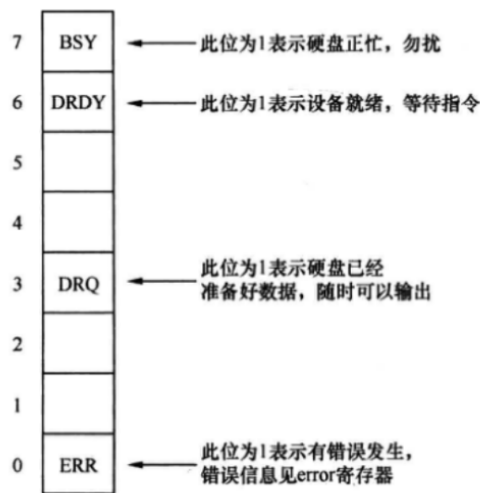 7 BSY 此位为1表示硬盘正忙，勿扰
6 DRDY 此位为1表示设备就绪，等待指令
5
4
此位为1表示硬盘已经
3 DRQ 准备好数据，随时可以输出
2
1
此位为1表示有错误发生，
0 ERR 错误信息见error寄存器